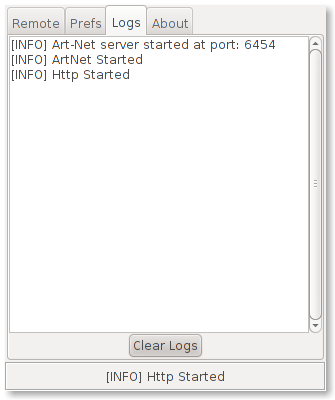 Remote Prefs Logs About
[INFO] Art-Net server started at port: 6454
[INFO] ArtNet Started
[INFO] Http Started
Clear Logs
[INFO] Http Started